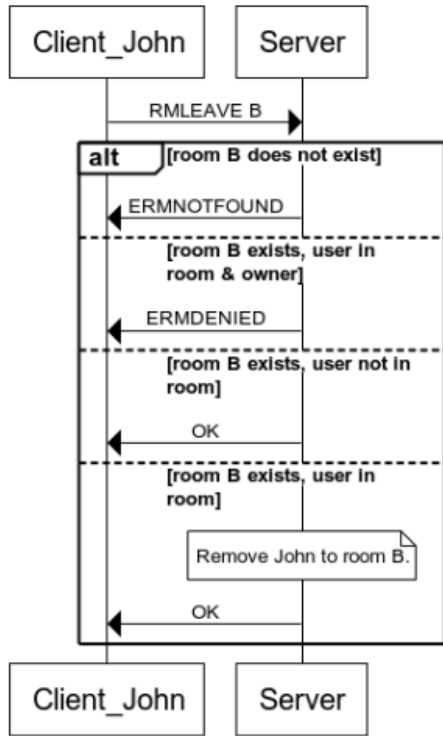 Client_John
Server
RMLEAVE B
alt
[room B does not exist]
ERMNOTFOUND
[room B exists, user in
room & owner]
ERMDENIED
[room B exists, user not in
room]
OK
[room B exists, user in
room]
Remove John to room B.
OK
Client_John
Server